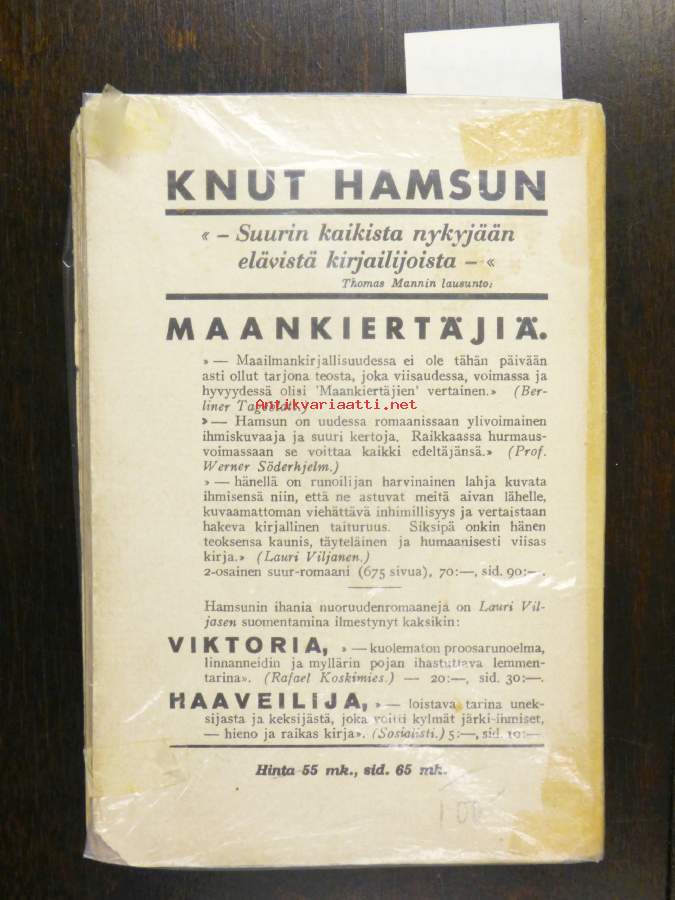 KNUT HAMSUN
« – Suurin kaikista nykyjään
elävistä kirjailijoista – «
Thomas Mannin lausunto:
MAANKIERTÄJIÄ.
» — Maailmankirjallisuudessa ei ole tähän päivään
asti ollut tarjona teosta, joka viisaudessa, voimassa ja
hyvyydessä olisi 'Maankiertäjien' vertainen.» (Ber-
liner Tageblatt.)
Antikvariaatti.net
» — Hamsun on uudessa romaanissaan ylivoimainen
ihmiskuvaaja ja suuri kertoja. Raikkaassa hurmaus-
voimassaan se voittaa kaikki edeltäjänsä.» (Prof.
Werner Söderhjelm.)
» — hänellä on runoilijan harvinainen lahja kuvata
ihmisensä niin, että ne astuvat meitä aivan lähelle,
kuvaamattoman viehättävä inhimillisyys ja vertaistaan
hakeva kirjallinen taituruus. Siksipä onkin hänen
teoksensa kaunis, täyteläinen ja humaanisesti viisas
kirja.» (Lauri Viljanen.)
2-osainen suur-romaani (675 sivua), 70:—, sid. 90:—.
Hamsunin ihania nuoruudenromaaneja on Lauri Vil-
jasen suomentamina ilmestynyt kaksikin:
VIKTORIA, » —kuolematon proosarunoelma,
linnanneidin ja myllärin pojan ihastuttava lemmen-
tarina». (Rafael Koskimies.) — 20:—, sid. 30:—.
HAAVEILIJA, » — loistava tarina unek-
sijasta ja keksijästä, joka voitti kylmät järki-ihmiset,
— hieno ja raikas kirja». (Sosialisti.) 5:—, sid. 10:—
Hinta 55 mk., sid. 65 mk.
100